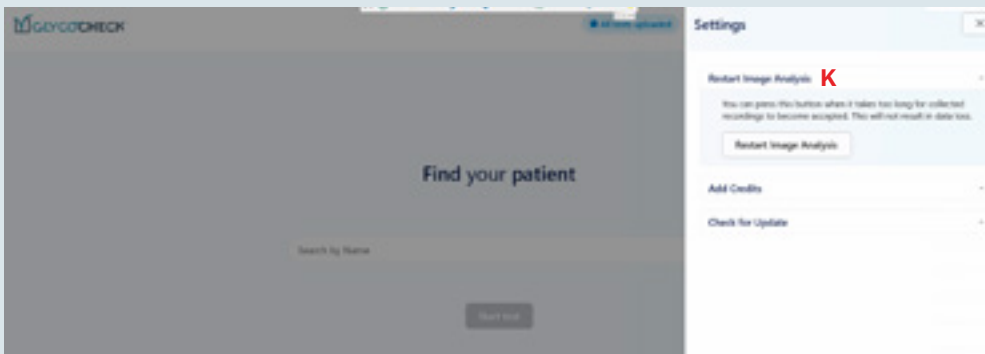 GLYCOCHECK
uploaded
Settings
Restart Image Analysis K
You can press this button when it takes too long for collected
recordings to become accepted. This will not result in data loss.
Restart Image Analysis
Find your patient
Add Credits
Check for Update
Search by Name
Start test